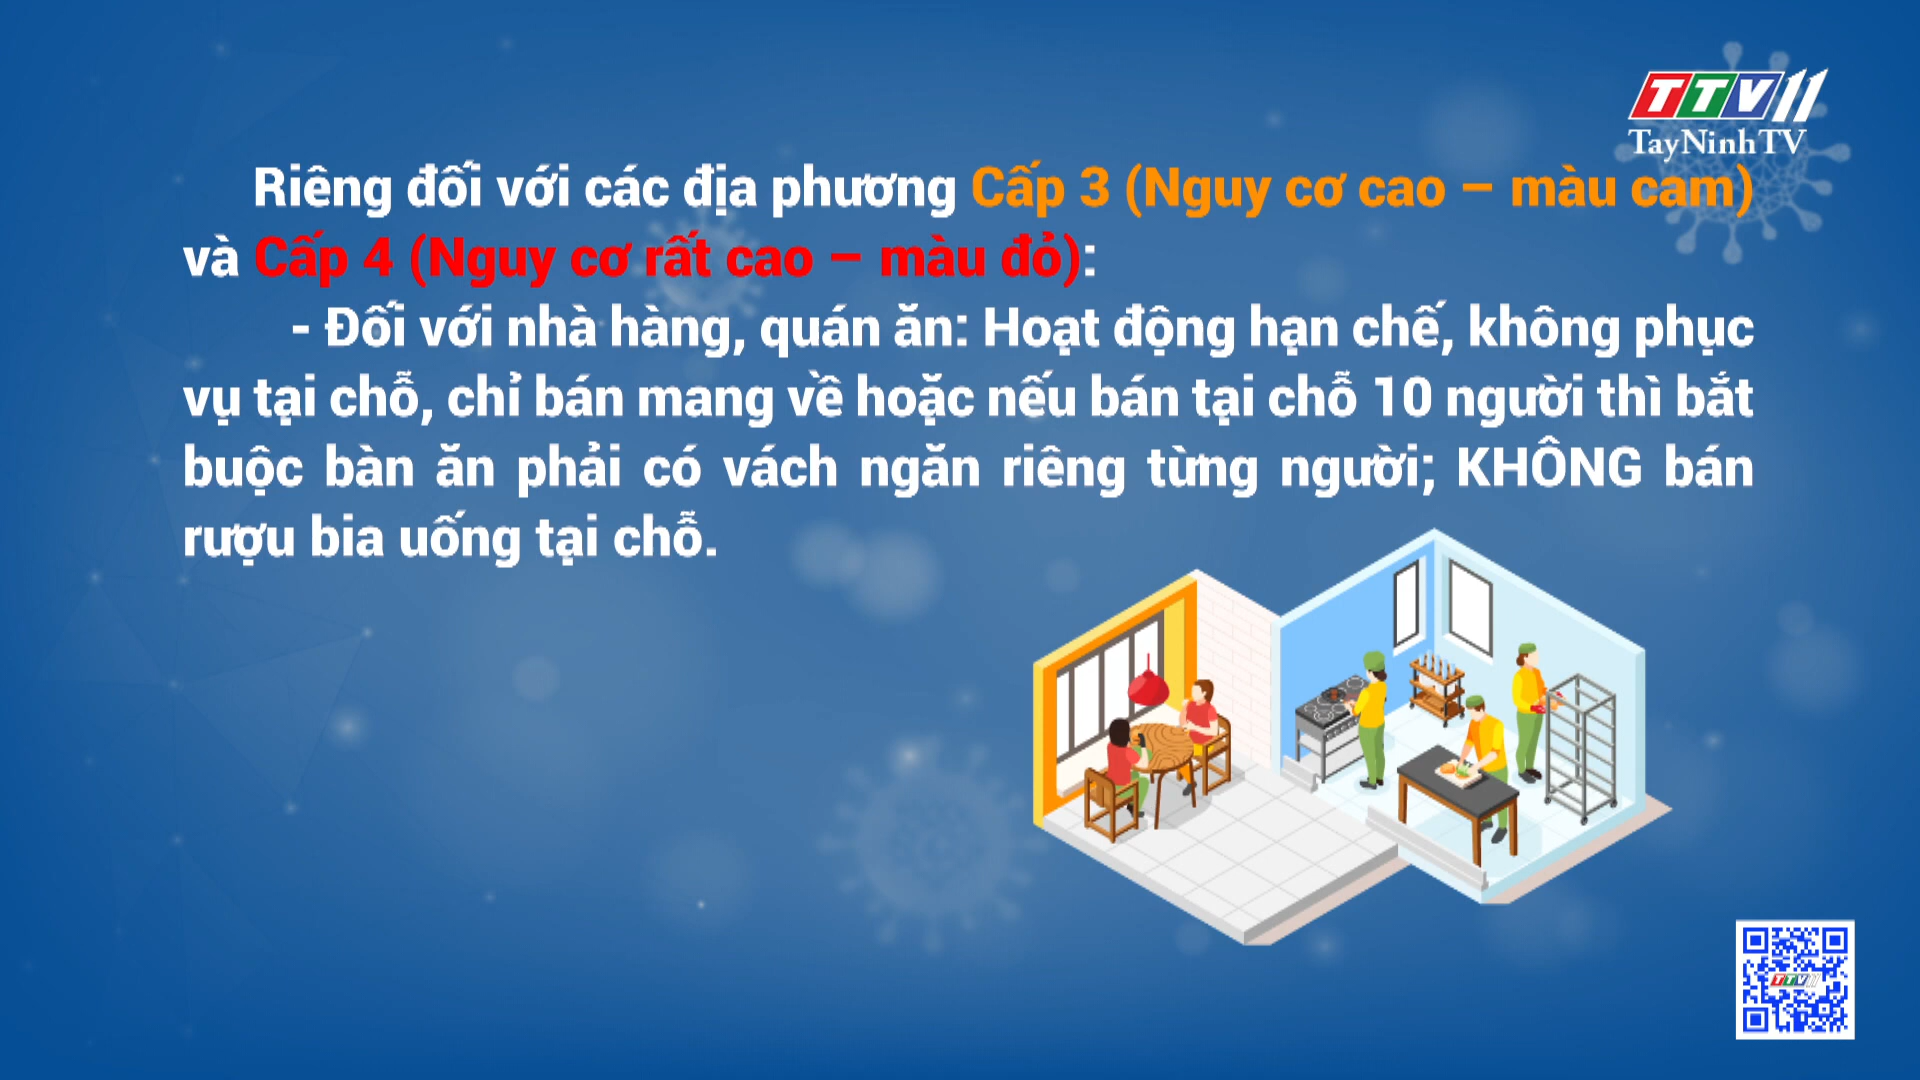 TTV11
TayNinhTV
Riêng đối với các địa phương Cấp 3 (Nguy cơ cao – màu cam)
và Cấp 4 (Nguy cơ rất cao – màu đỏ):
- Đối với nhà hàng, quán ăn: Hoạt động hạn chế, không phục
vụ tại chỗ, chỉ bán mang về hoặc nếu bán tại chỗ 10 người thì bắt
buộc bàn ăn phải có vách ngăn riêng từng người; KHÔNG bán
rượu bia uống tại chỗ.
TTV11